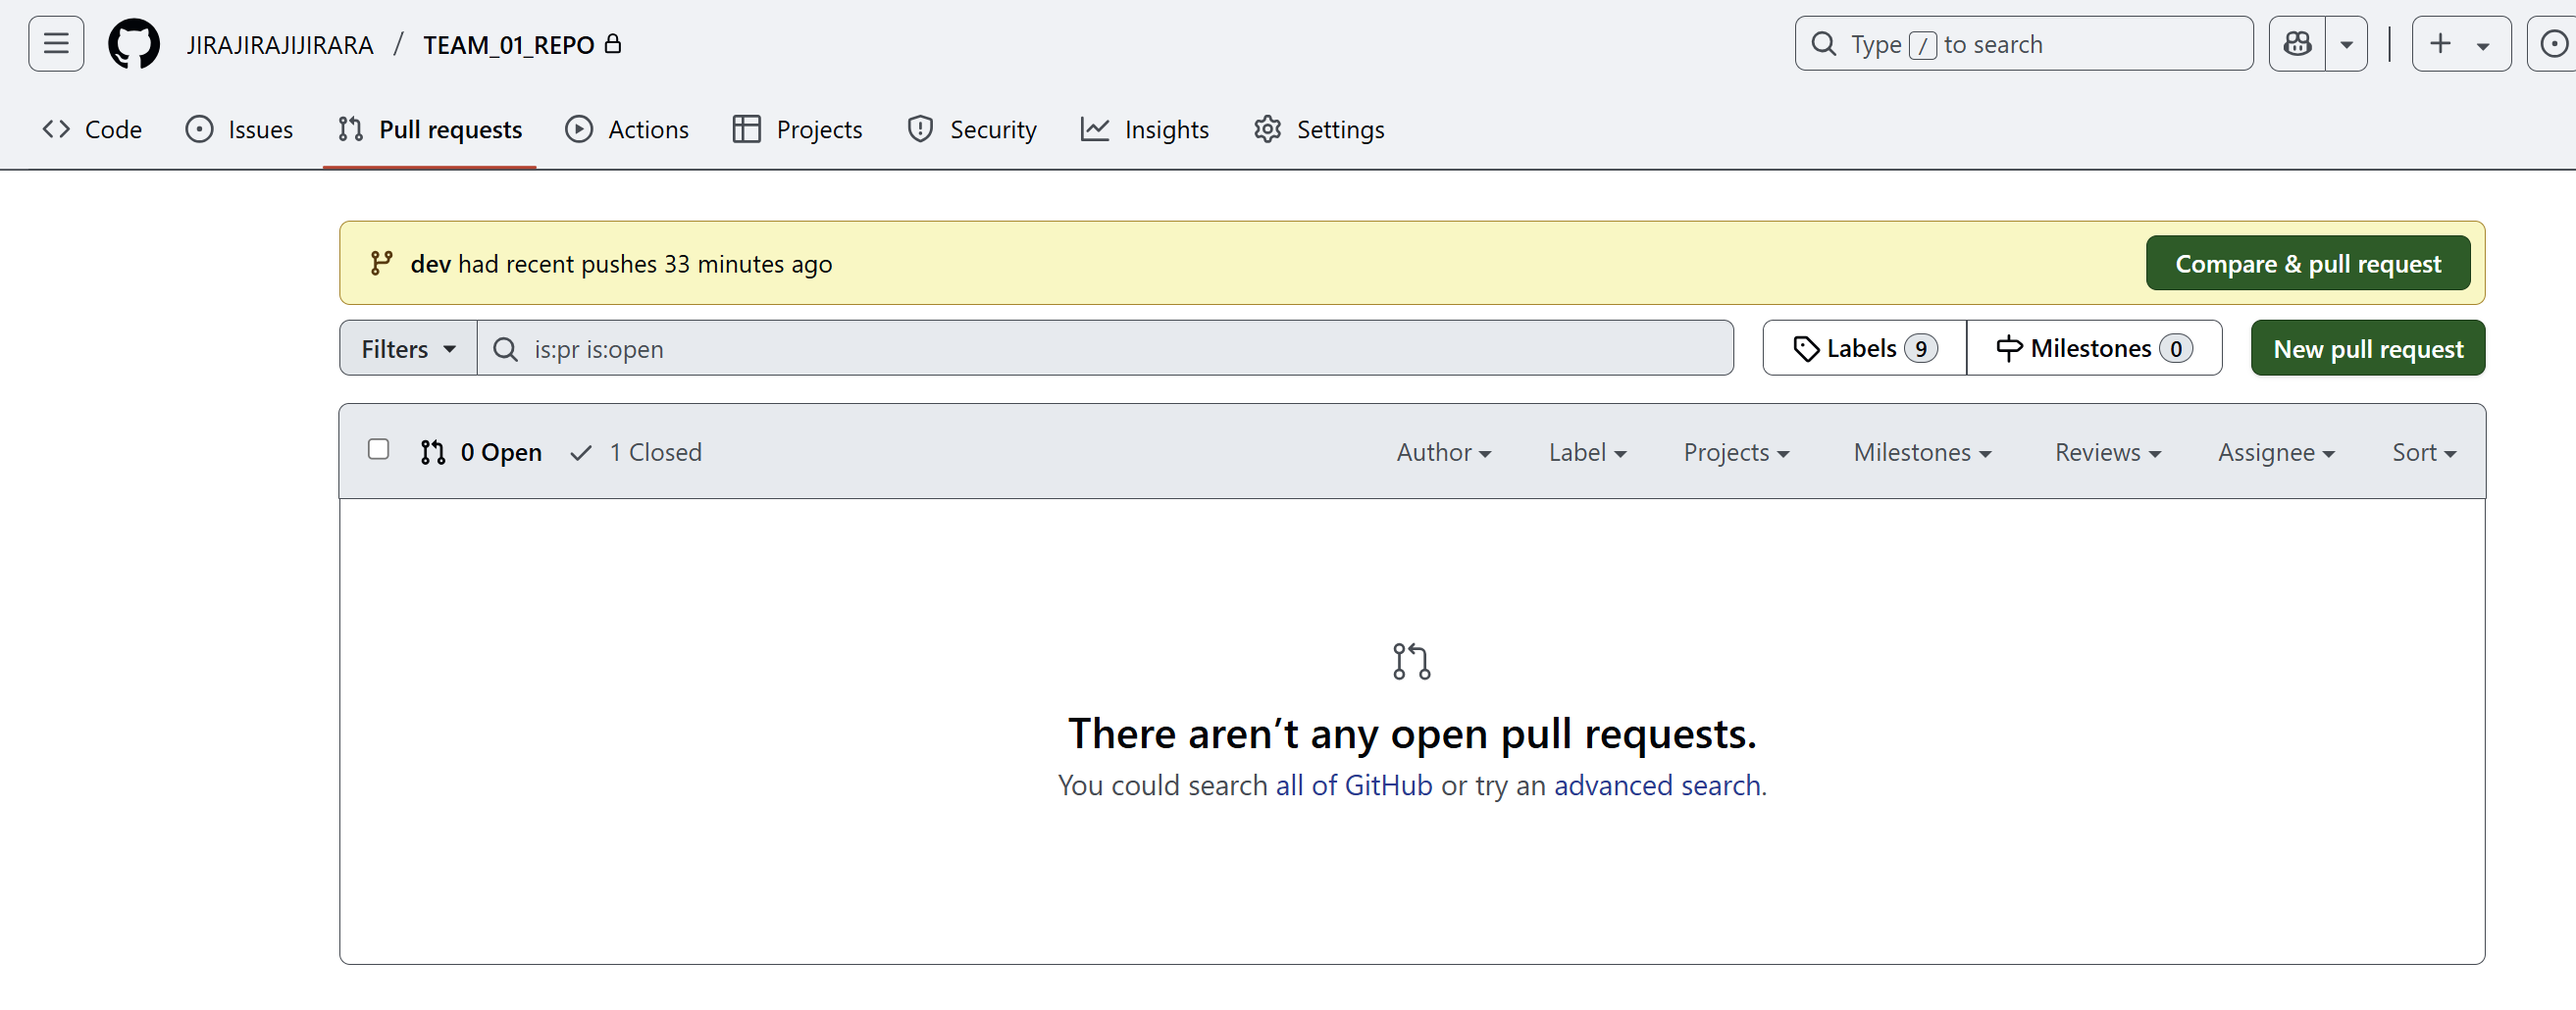 JIRAJIRAJIJIRARA / TEAM_01_REPO
Type / to search
Code Issues Pull requests Actions Projects Security Insights Settings
dev had recent pushes 33 minutes ago
Compare & pull request
Filters is:pr is:open Labels 9 Milestones 0 New pull request
0 Open 1 Closed Author Label Projects Milestones Reviews Assignee Sort
There aren’t any open pull requests.
You could search all of GitHub or try an advanced search.